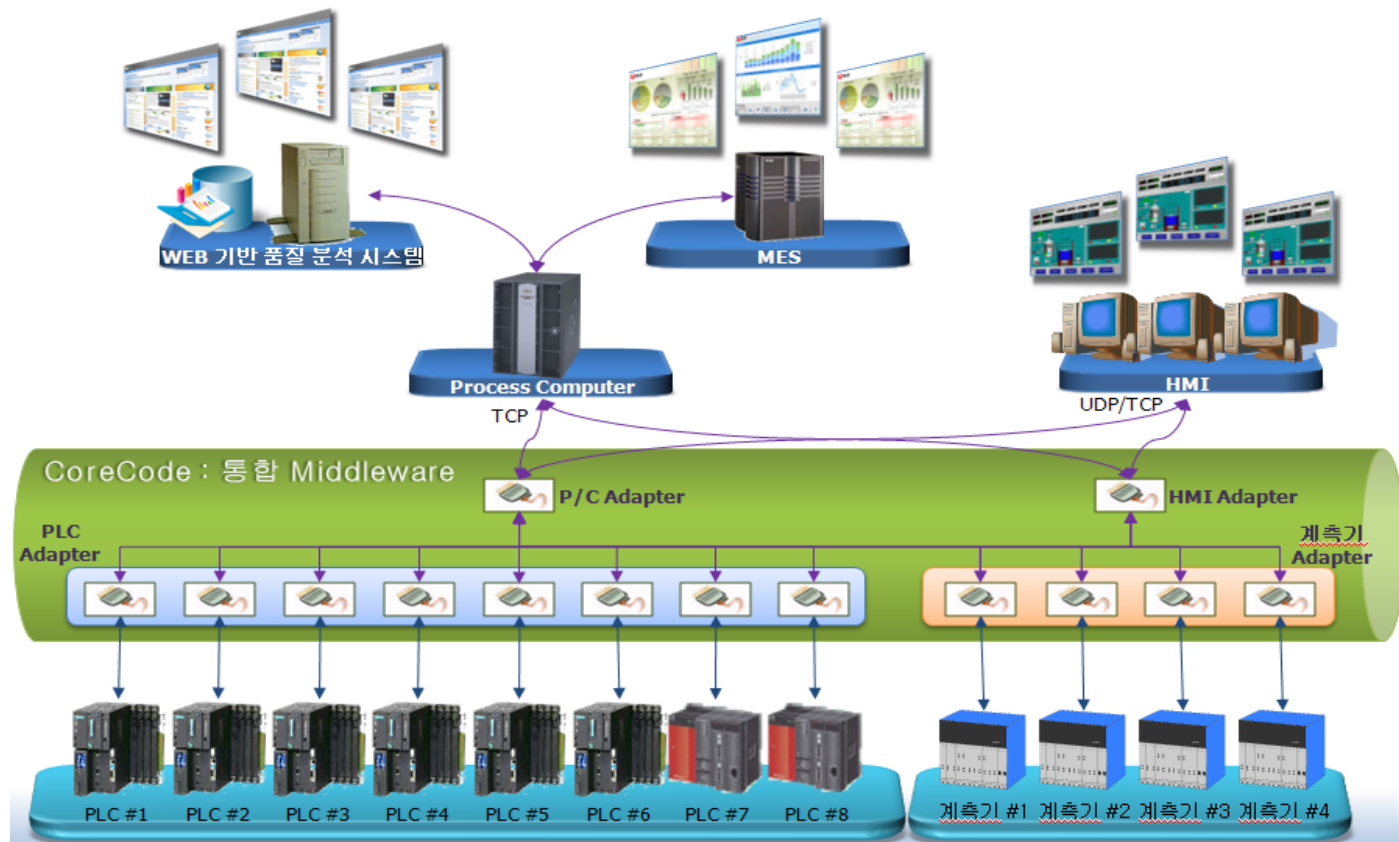 WEB 기반 품질 분석 시스템
MES
Process Computer
HMI
TCP
UDP/TCP
CoreCode : 통합 Middleware
P/C Adapter
HMI Adapter
PLC
Adapter
계측기
Adapter
PLC #1
PLC #2
PLC #3
PLC #4
PLC #5
PLC #6
PLC #7
PLC #8
계측기 #1
계측기 #2
계측기 #3
계측기 #4